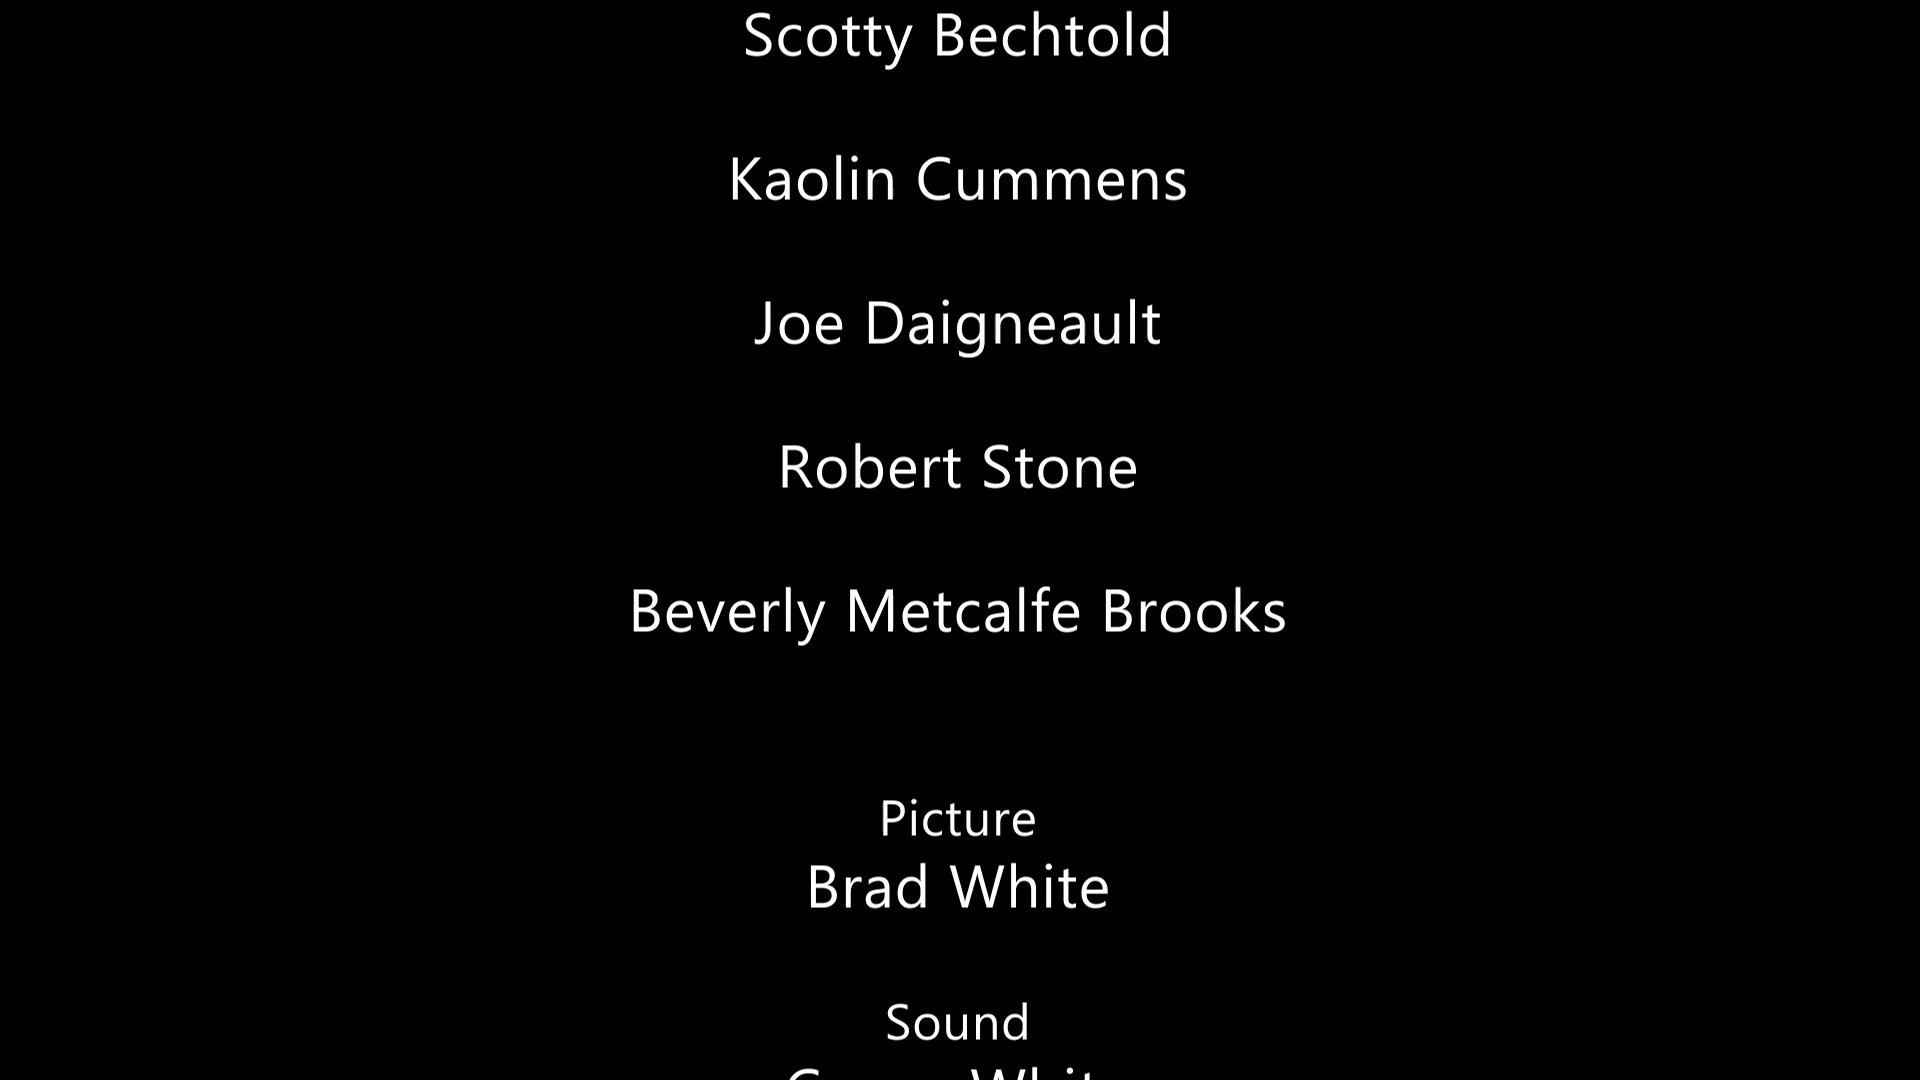 Scotty Bechtold
Kaolin Cummens
Joe Daigneault
Robert Stone
Beverly Metcalfe Brooks
Picture
Brad White
Sound